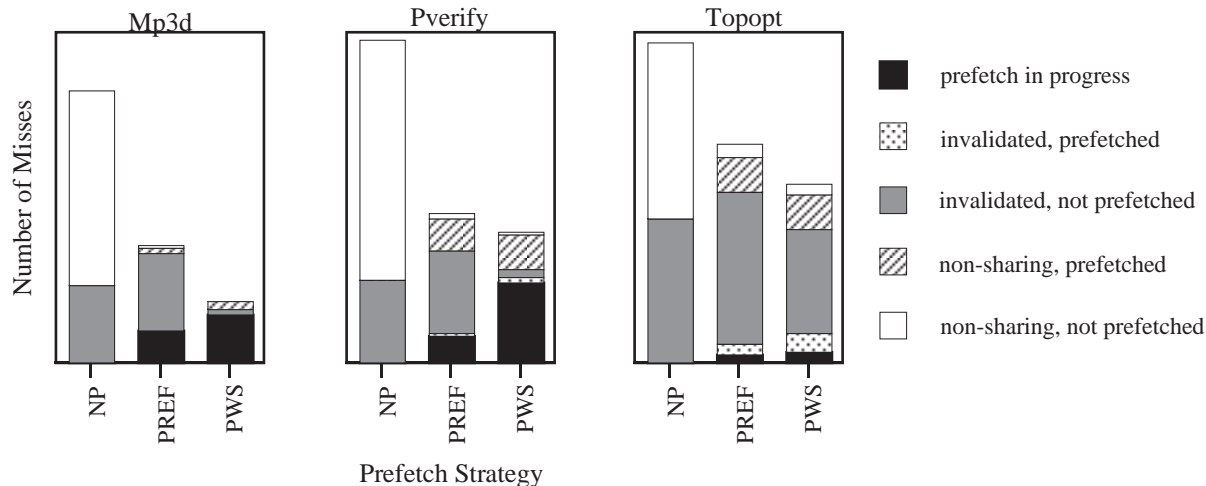 Mp3d
Pverify
Topopt
Number of Misses
NP
PREF
PWS
NP
PREF
PWS
NP
PREF
PWS
Prefetch Strategy
prefetch in progress
invalidated, prefetched
invalidated, not prefetched
non-sharing, prefetched
non-sharing, not prefetched